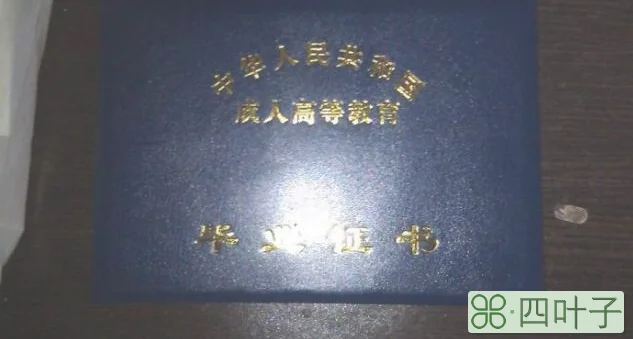 中华人民共和国
成人高等教育
毕业证书
四叶子